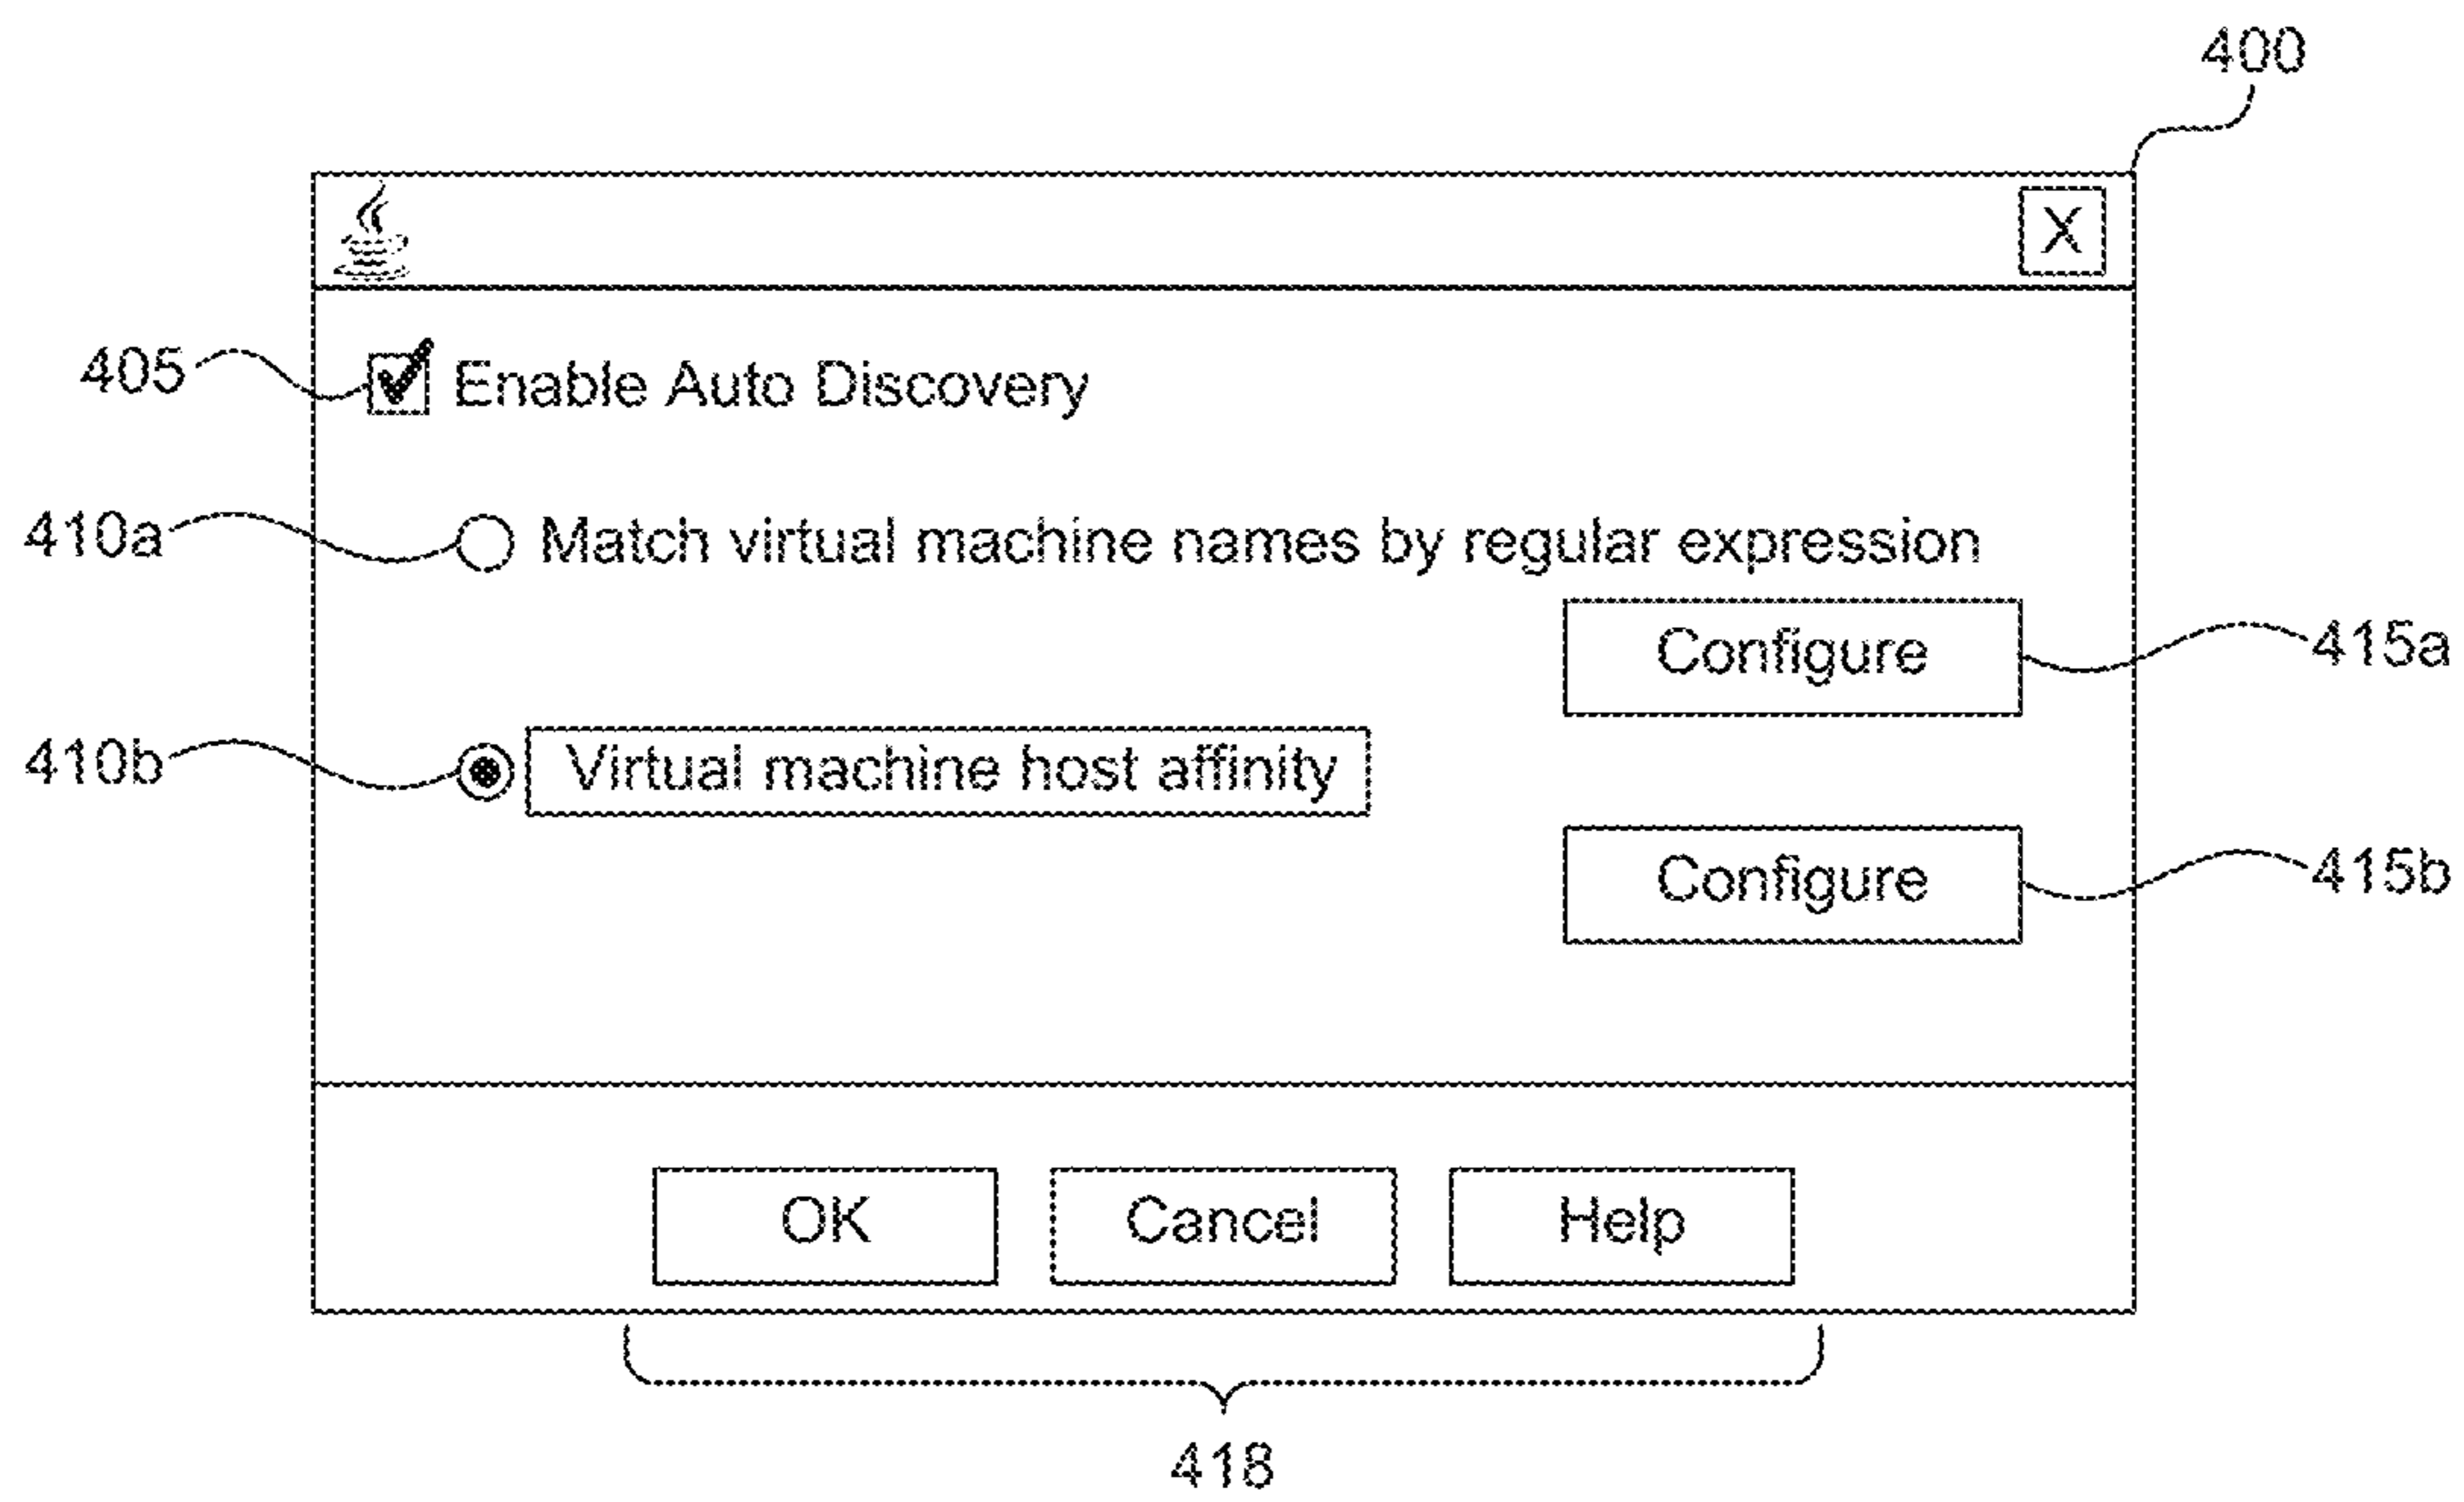 400
X
405 Enable Auto Discovery
410a Match virtual machine names by regular expression
Configure 415a
410b Virtual machine host affinity
Configure 415b
OK Cancel Help
418